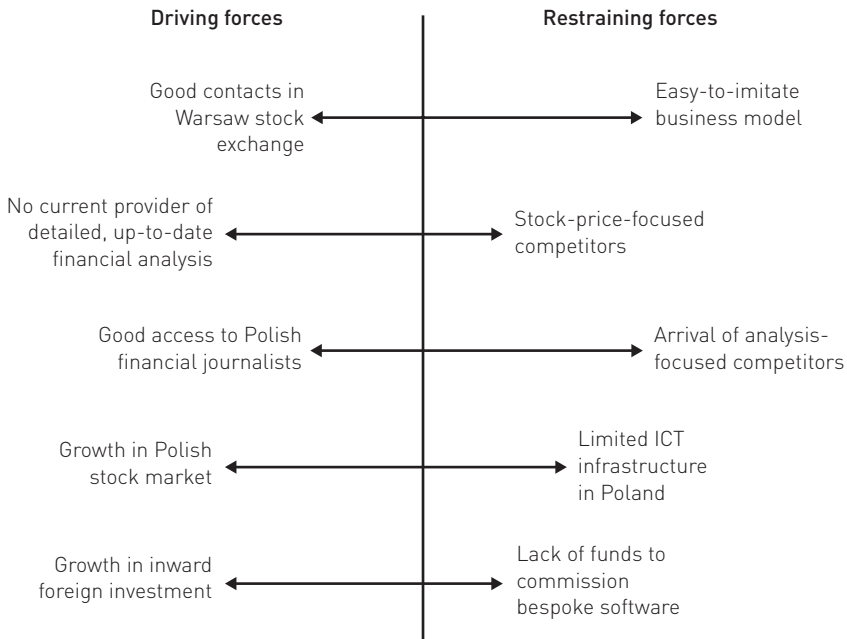 Driving forces
Restraining forces
Good contacts in
Warsaw stock
exchange
Easy-to-imitate
business model
No current provider of
detailed, up-to-date
financial analysis
Stock-price-focused
competitors
Good access to Polish
financial journalists
Arrival of analysis-
focused competitors
Growth in Polish
stock market
Limited ICT
infrastructure
in Poland
Growth in inward
foreign investment
Lack of funds to
commission
bespoke software